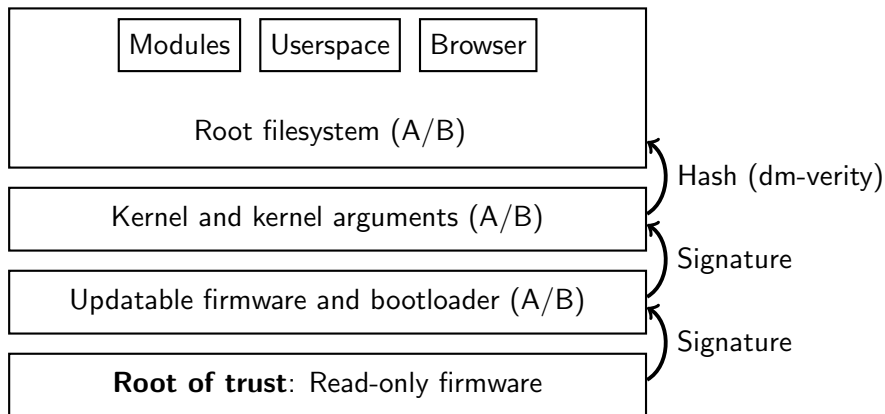 Modules Userspace Browser
Root filesystem (A/B)
Hash (dm-verity)
Kernel and kernel arguments (A/B)
Signature
Updatable firmware and bootloader (A/B)
Signature
Root of trust: Read-only firmware